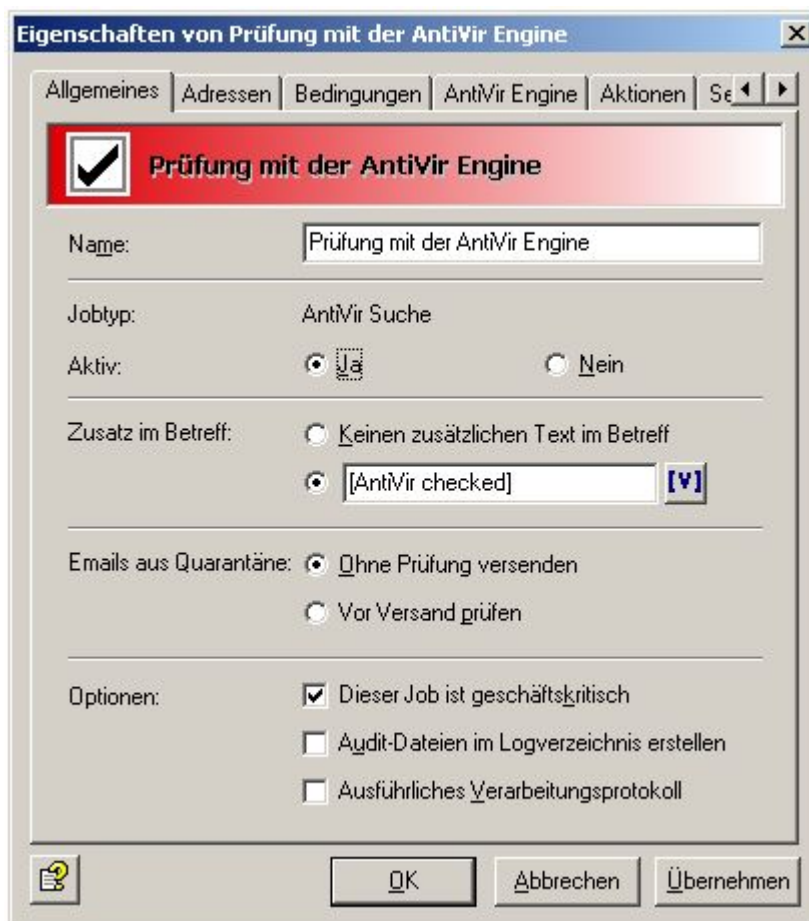 Eigenschaften von Prüfung mit der AntiVir Engine
Allgemeines Adressen Bedingungen AntiVir Engine Aktionen
Prüfung mit der AntiVir Engine
Name: Prüfung mit der AntiVir Engine
Jobtyp: AntiVir Suche
Aktiv: Ja Nein
Zusatz im Betreff: Keinen zusätzlichen Text im Betreff
[AntiVir checked] [V]
Emails aus Quarantäne: Ohne Prüfung versenden
Vor Versand prüfen
Optionen: Dieser Job ist geschäftskritisch
Audit-Dateien im Logverzeichnis erstellen
Ausführliches Verarbeitungsprotokoll
OK Abbrechen Übernehmen